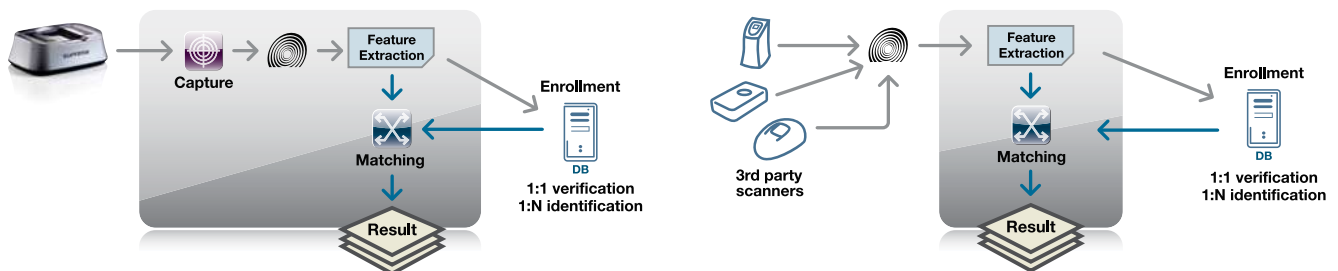 Feature
Extraction
Capture
Enrollment
Matching
DB
1:1 verification
1:N identification
Result
3rd party
scanners
Feature
Extraction
Enrollment
Matching
DB
1:1 verification
1:N identification
Result